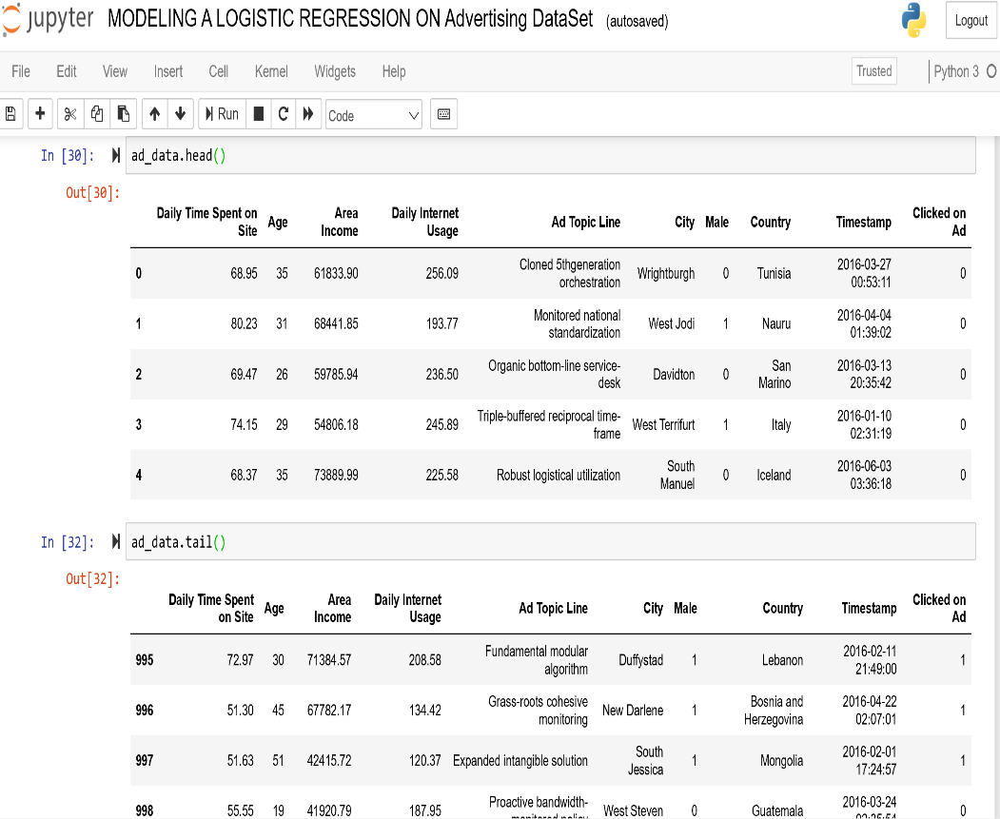 jupyter MODELING A LOGISTIC REGRESSION ON Advertising DataSet (autosaved) Logout
File Edit View Insert Cell Kernel Widgets Help Trusted Python 3
Run Code
In [30]: ad_data.head()
Out[30]:
Daily Time Spent on Site Age Area Income Daily Internet Usage Ad Topic Line City Male Country Timestamp Clicked on Ad
0 68.95 35 61833.90 256.09 Cloned 5thgeneration orchestration Wrightburgh 0 Tunisia 2016-03-27 00:53:11 0
1 80.23 31 68441.85 193.77 Monitored national standardization West Jodi 1 Nauru 2016-04-04 01:39:02 0
2 69.47 26 59785.94 236.50 Organic bottom-line service-desk Davidton 0 San Marino 2016-03-13 20:35:42 0
3 74.15 29 54806.18 245.89 Triple-buffered reciprocal time-frame West Terrifurt 1 Italy 2016-01-10 02:31:19 0
4 68.37 35 73889.99 225.58 Robust logistical utilization South Manuel 0 Iceland 2016-06-03 03:36:18 0
In [32]: ad_data.tail()
Out[32]:
Daily Time Spent on Site Age Area Income Daily Internet Usage Ad Topic Line City Male Country Timestamp Clicked on Ad
995 72.97 30 71384.57 208.58 Fundamental modular algorithm Duffystad 1 Lebanon 2016-02-11 21:49:00 1
996 51.30 45 67782.17 134.42 Grass-roots cohesive monitoring New Darlene 1 Bosnia and Herzegovina 2016-04-22 02:07:01 1
997 51.63 51 42415.72 120.37 Expanded intangible solution South Jessica 1 Mongolia 2016-02-01 17:24:57 1
998 55.55 19 41920.79 187.95 Proactive bandwidth- West Steven 0 Guatemala 2016-03-24 0